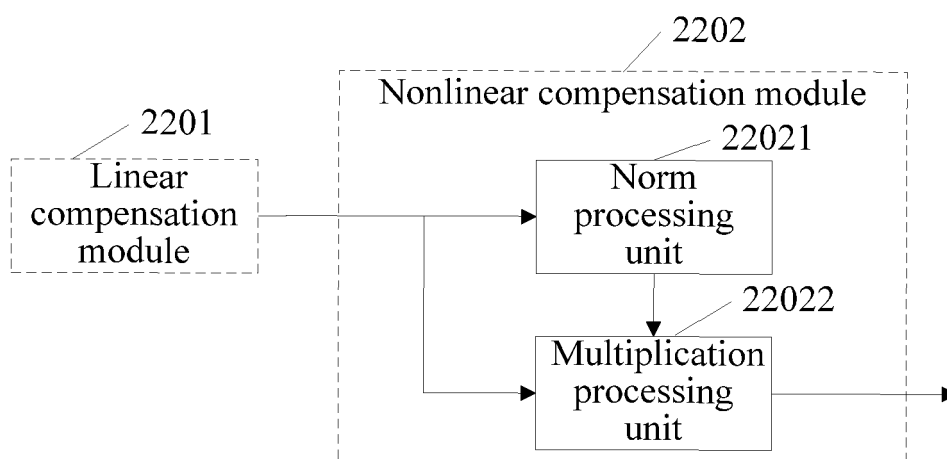 2202
Nonlinear compensation module
2201
22021
Linear
compensation
module
Norm
processing
unit
22022
Multiplication
processing
unit